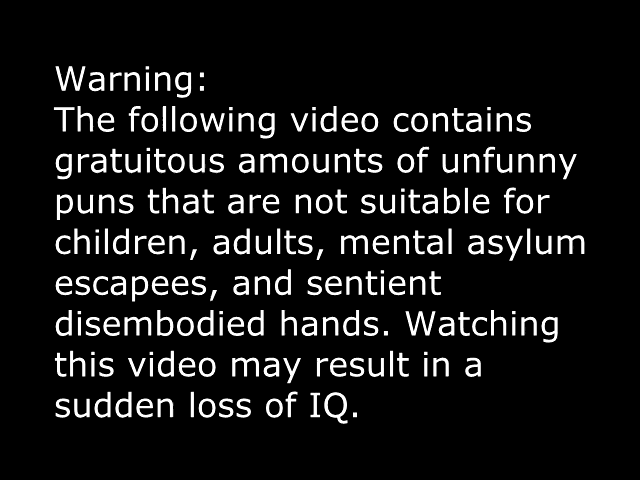 Warning:
The following video contains
gratuitous amounts of unfunny
puns that are not suitable for
children, adults, mental asylum
escapees, and sentient
disembodied hands. Watching
this video may result in a
sudden loss of IQ.